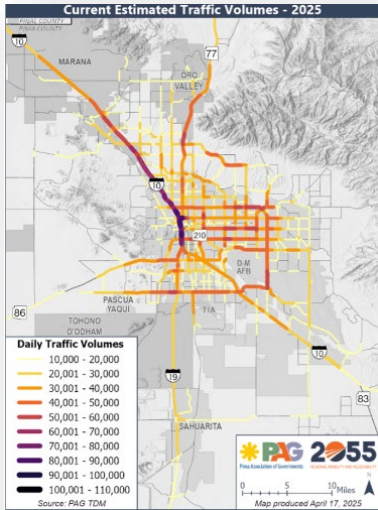 Current Estimated Traffic Volumes - 2025
PINAL COUNTY
PIMA COUNTY
10
MARANA
77
ORO
VALLEY
10
210
D-M
AFB
PASCUA
YAQUI
TIA
86
TOHONO
O'ODHAM
10
19
83
SAHUARITA
Daily Traffic Volumes
10,000 - 20,000
20,001 - 30,000
30,001 - 40,000
40,001 - 50,000
50,001 - 60,000
60,001 - 70,000
70,001 - 80,000
80,001 - 90,000
90,001 - 100,000
100,001 - 110,000
Source: PAG TDM
PAG
Pima Association of Governments
2055
REGIONAL MOBILITY AND ACCESSIBILITY
N
0 5 10
Miles
Map produced April 17, 2025